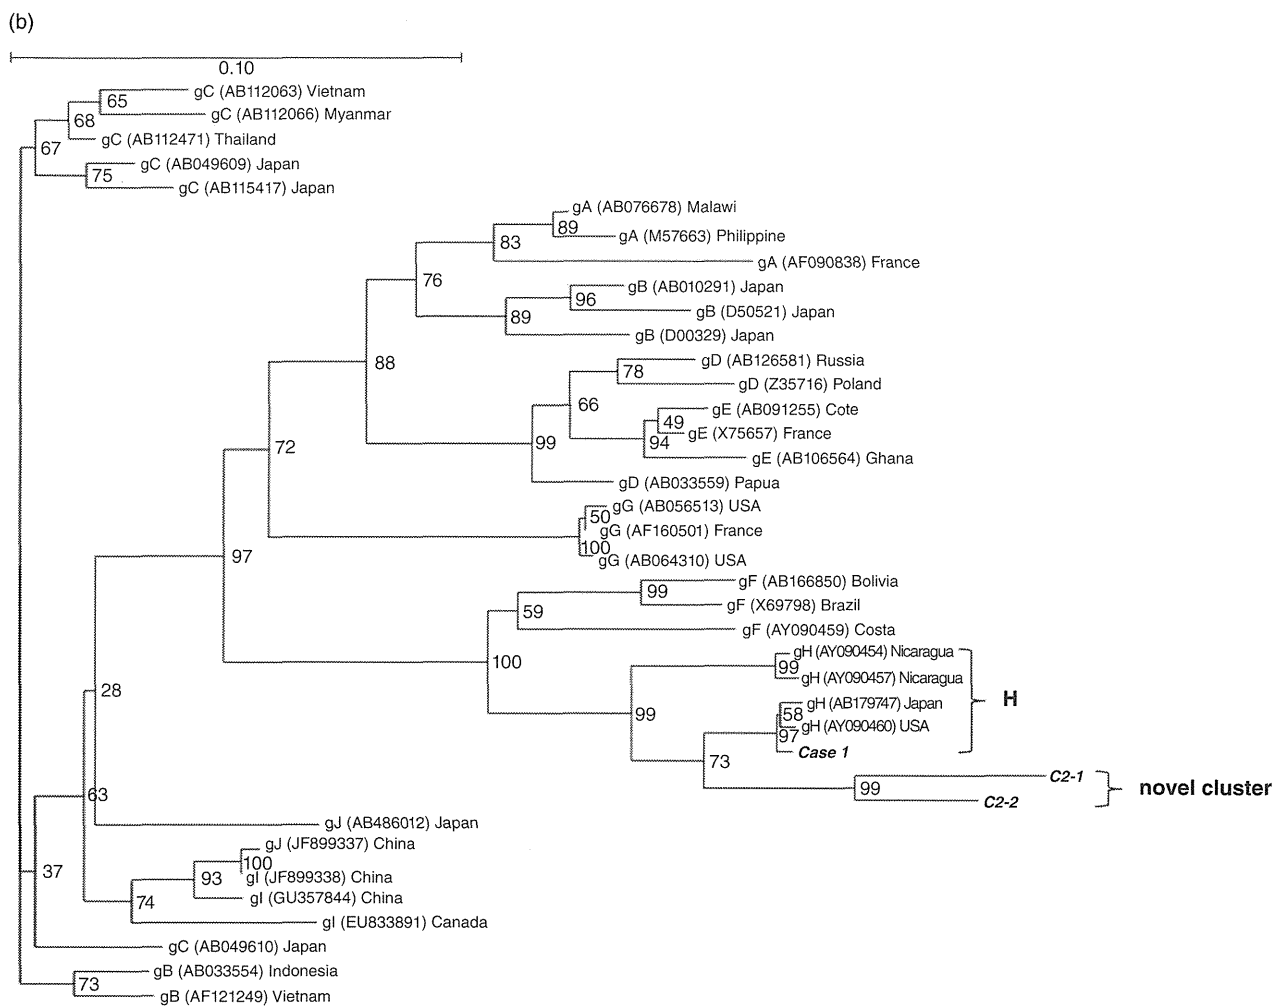 (b)
0.10
gC (AB112063) Vietnam
65
gC (AB112066) Myanmar
68
gC (AB112471) Thailand
67
gC (AB049609) Japan
75
gC (AB115417) Japan
gA (AB076678) Malawi
89
gA (M57663) Philippine
83
gA (AF090838) France
76
gB (AB010291) Japan
96
gB (D50521) Japan
89
gB (D00329) Japan
88
gD (AB126581) Russia
78
gD (Z35716) Poland
66
gE (AB091255) Cote
49
gE (X75657) France
94
99
gE (AB106564) Ghana
72
gD (AB033559) Papua
gG (AB056513) USA
50
gG (AF160501) France
100
gG (AB064310) USA
97
gF (AB166850) Bolivia
99
gF (X69798) Brazil
59
gF (AY090459) Costa
100
gH (AY090454) Nicaragua
99
gH (AY090457) Nicaragua
H
28
gH (AB179747) Japan
58
99
gH (AY090460) USA
97
Case 1
73
C2-1
99
novel cluster
C2-2
63
gJ (AB486012) Japan
gJ (JF899337) China
100
37
93
gI (JF899338) China
gI (GU357844) China
74
gI (EU833891) Canada
gC (AB049610) Japan
gB (AB033554) Indonesia
73
gB (AF121249) Vietnam